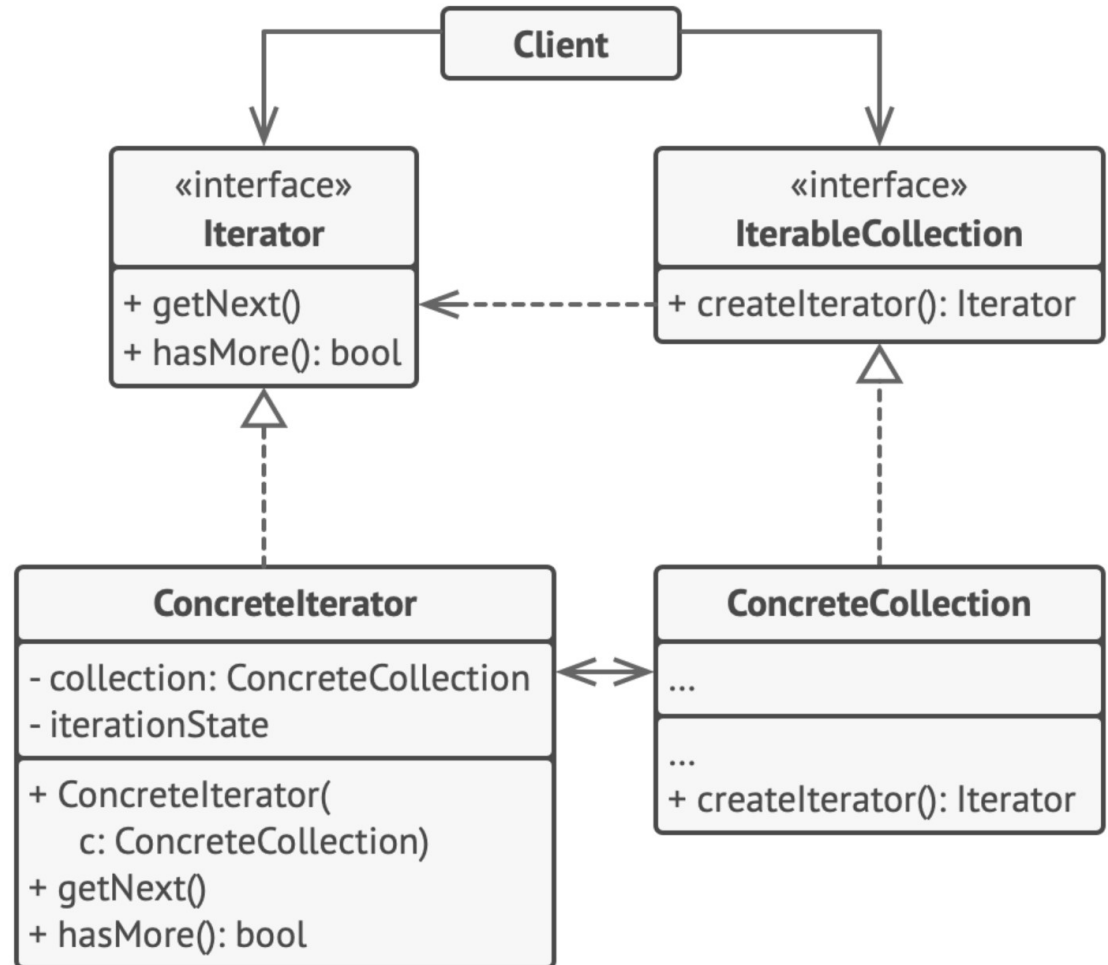 Client
«interface»
Iterator
+ getNext()
+ hasMore(): bool
«interface»
IterableCollection
+ createIterator(): Iterator
ConcreteIterator
- collection: ConcreteCollection
- iterationState
+ ConcreteIterator(
c: ConcreteCollection)
+ getNext()
+ hasMore(): bool
ConcreteCollection
...
...
+ createIterator(): Iterator